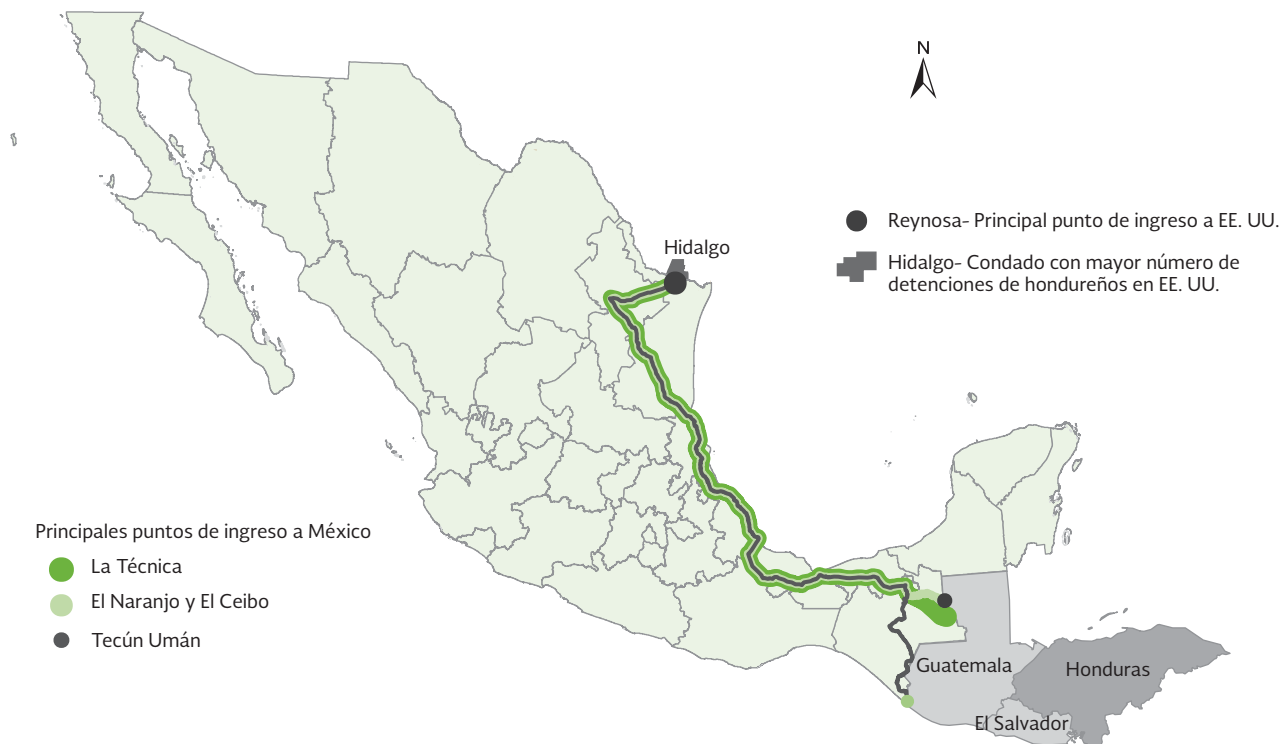 N
Reynosa- Principal punto de ingreso a EE. UU.
Hidalgo
Hidalgo- Condado con mayor número de
detenciones de hondureños en EE. UU.
Principales puntos de ingreso a México
La Técnica
El Naranjo y El Ceibo
Tecún Umán
Guatemala
Honduras
El Salvador